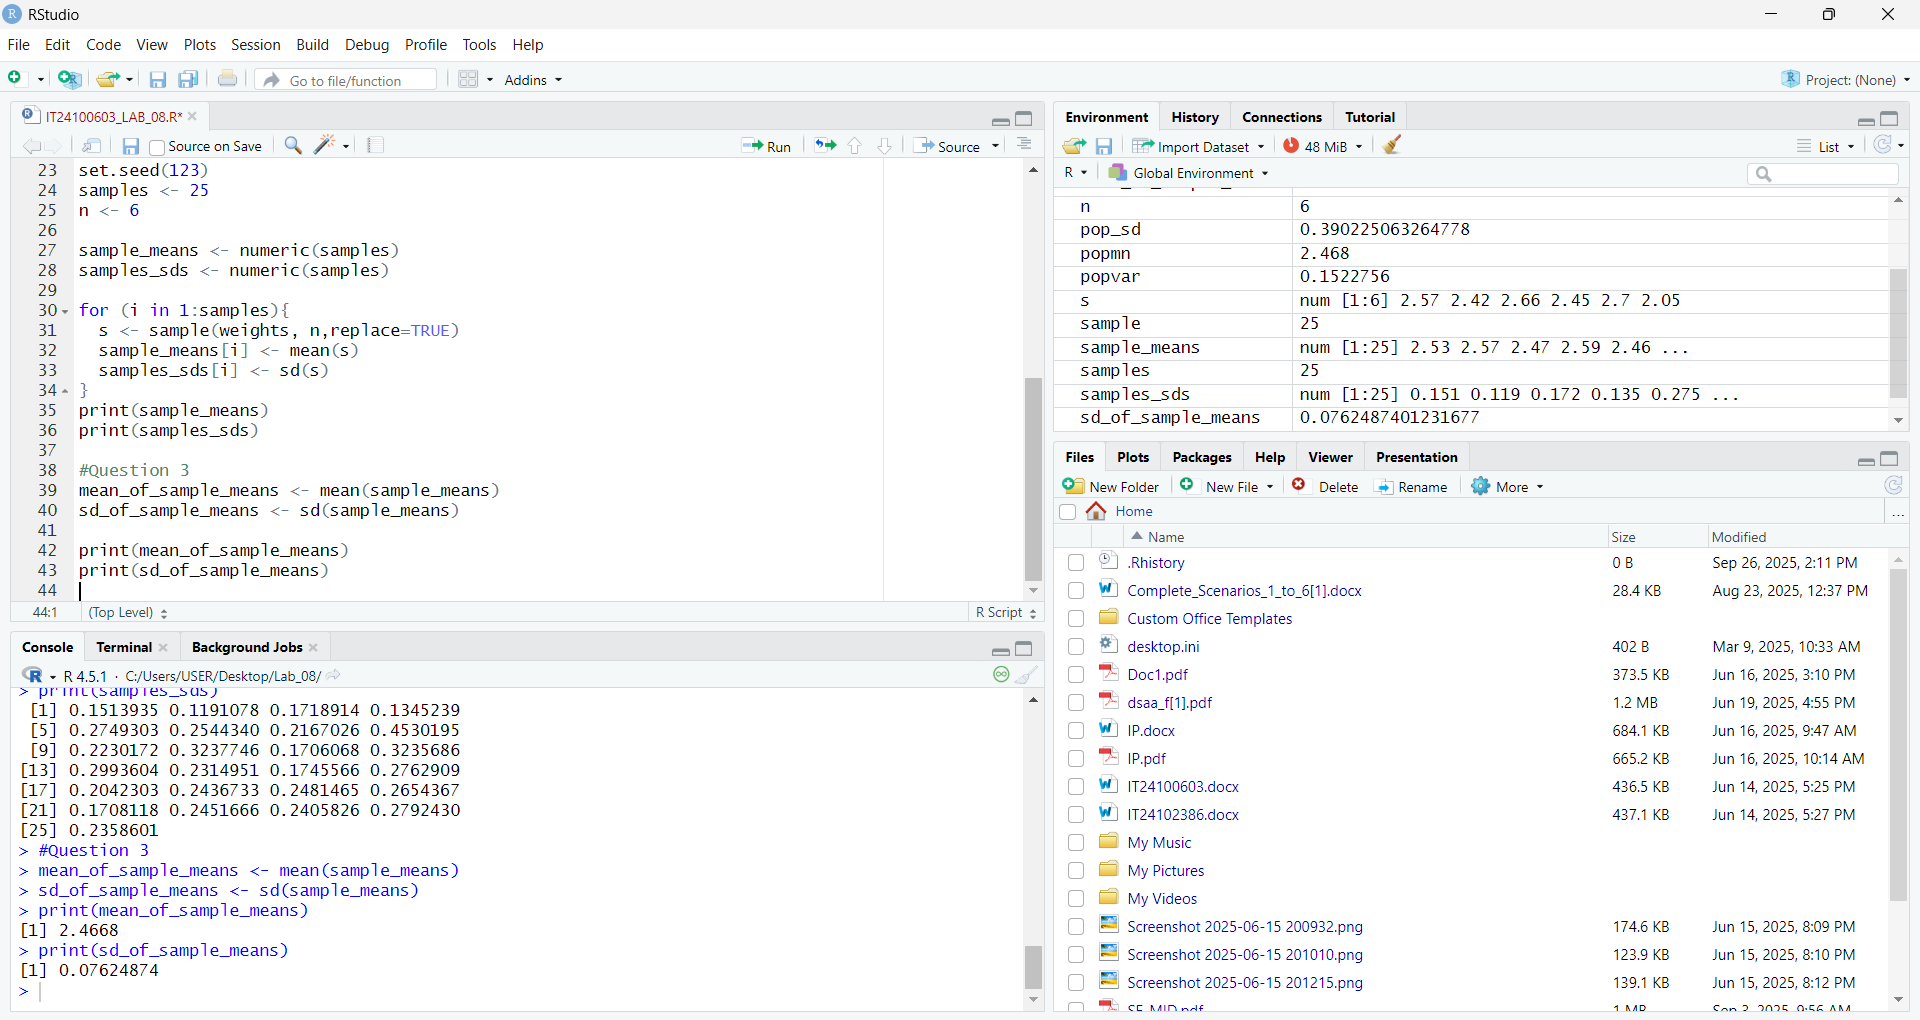 RStudio
File Edit Code View Plots Session Build Debug Profile Tools Help
Go to file/function Addins Project: (None)
IT24100603_LAB_08.R*
Source on Save Run Source
23 set.seed(123)
24 samples <- 25
25 n <- 6
26
27 sample_means <- numeric(samples)
28 samples_sds <- numeric(samples)
29
30 for (i in 1:samples){
31 s <- sample(weights, n,replace=TRUE)
32 sample_means[i] <- mean(s)
33 samples_sds[i] <- sd(s)
34 }
35 print(sample_means)
36 print(samples_sds)
37
38 #Question 3
39 mean_of_sample_means <- mean(sample_means)
40 sd_of_sample_means <- sd(sample_means)
41
42 print(mean_of_sample_means)
43 print(sd_of_sample_means)
44
44:1 (Top Level) R Script
Console Terminal Background Jobs
R 4.5.1 · C:/Users/USER/Desktop/Lab_08/
> print(samples_sds)
[1] 0.1513935 0.1191078 0.1718914 0.1345239
[5] 0.2749303 0.2544340 0.2167026 0.4530195
[9] 0.2230172 0.3237746 0.1706068 0.3235686
[13] 0.2993604 0.2314951 0.1745566 0.2762909
[17] 0.2042303 0.2436733 0.2481465 0.2654367
[21] 0.1708118 0.2451666 0.2405826 0.2792430
[25] 0.2358601
> #Question 3
> mean_of_sample_means <- mean(sample_means)
> sd_of_sample_means <- sd(sample_means)
> print(mean_of_sample_means)
[1] 2.4668
> print(sd_of_sample_means)
[1] 0.07624874
>
Environment History Connections Tutorial
Import Dataset 48 MiB List
R Global Environment
n 6
pop_sd 0.390225063264778
popmn 2.468
popvar 0.1522756
s num [1:6] 2.57 2.42 2.66 2.45 2.7 2.05
sample 25
sample_means num [1:25] 2.53 2.57 2.47 2.59 2.46 ...
samples 25
samples_sds num [1:25] 0.151 0.119 0.172 0.135 0.275 ...
sd_of_sample_means 0.0762487401231677
Files Plots Packages Help Viewer Presentation
New Folder New File Delete Rename More
Home ...
Name Size Modified
.Rhistory 0 B Sep 26, 2025, 2:11 PM
Complete_Scenarios_1_to_6[1].docx 28.4 KB Aug 23, 2025, 12:37 PM
Custom Office Templates
desktop.ini 402 B Mar 9, 2025, 10:33 AM
Doc1.pdf 373.5 KB Jun 16, 2025, 3:10 PM
dsaa_f[1].pdf 1.2 MB Jun 19, 2025, 4:55 PM
IP.docx 684.1 KB Jun 16, 2025, 9:47 AM
IP.pdf 665.2 KB Jun 16, 2025, 10:14 AM
IT24100603.docx 436.5 KB Jun 14, 2025, 5:25 PM
IT24102386.docx 437.1 KB Jun 14, 2025, 5:27 PM
My Music
My Pictures
My Videos
Screenshot 2025-06-15 200932.png 174.6 KB Jun 15, 2025, 8:09 PM
Screenshot 2025-06-15 201010.png 123.9 KB Jun 15, 2025, 8:10 PM
Screenshot 2025-06-15 201215.png 139.1 KB Jun 15, 2025, 8:12 PM
SE_MID.pdf 1 MB Sep 3, 2025, 9:56 AM